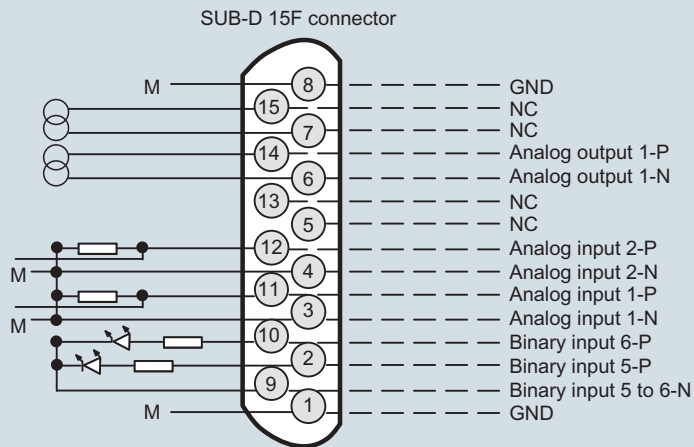 SUB-D 15F connector
M 8 GND
15 NC
7 NC
14 Analog output 1-P
6 Analog output 1-N
13 NC
5 NC
12 Analog input 2-P
M 4 Analog input 2-N
11 Analog input 1-P
M 3 Analog input 1-N
10 Binary input 6-P
2 Binary input 5-P
9 Binary input 5 to 6-N
M 1 GND